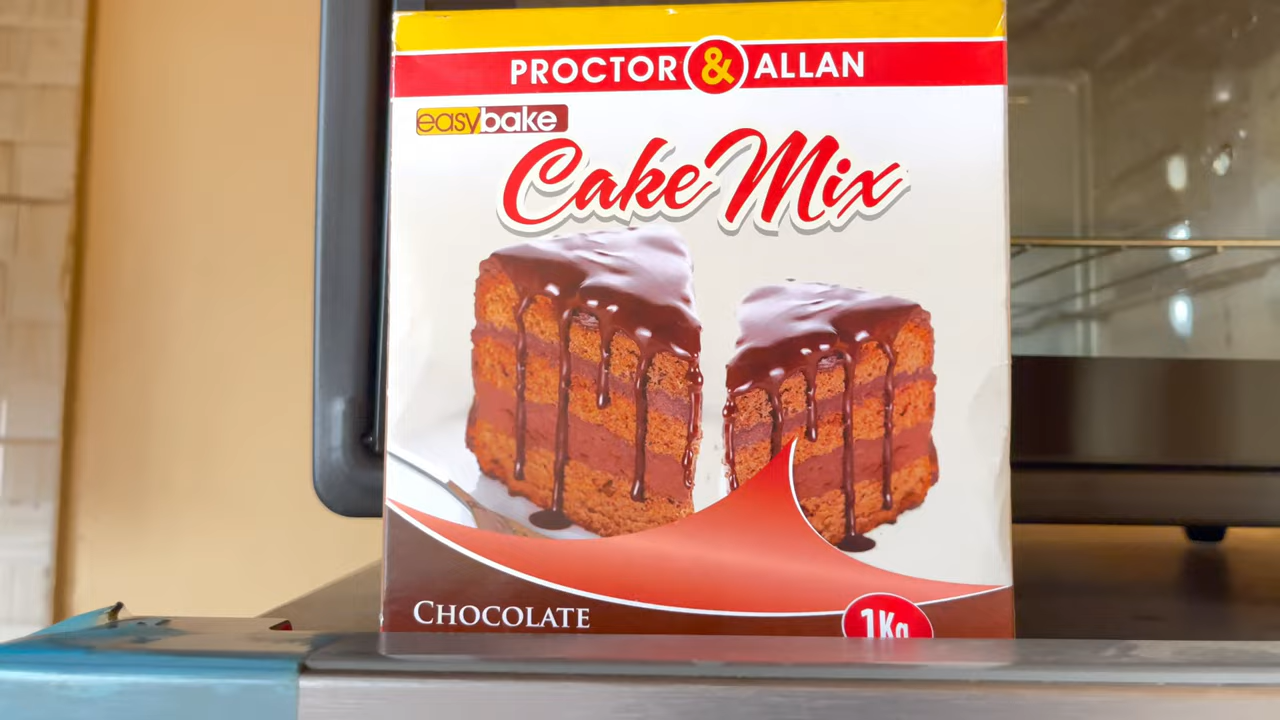 PROCTOR & ALLAN
easybake
Cake Mix
CHOCOLATE
1Kg